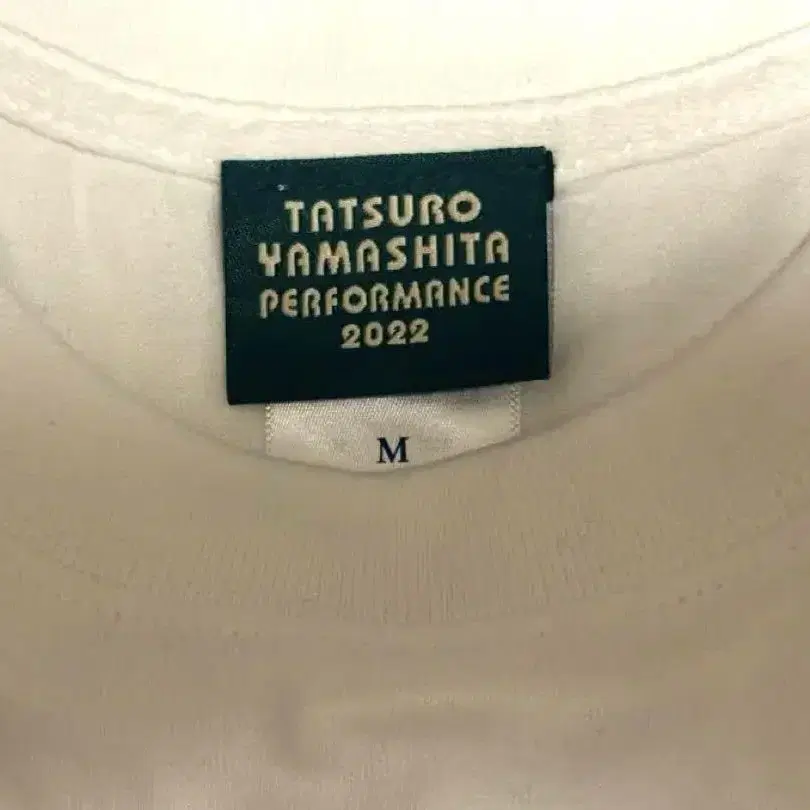 TATSURO
YAMASHITA
PERFORMANCE
2022
M